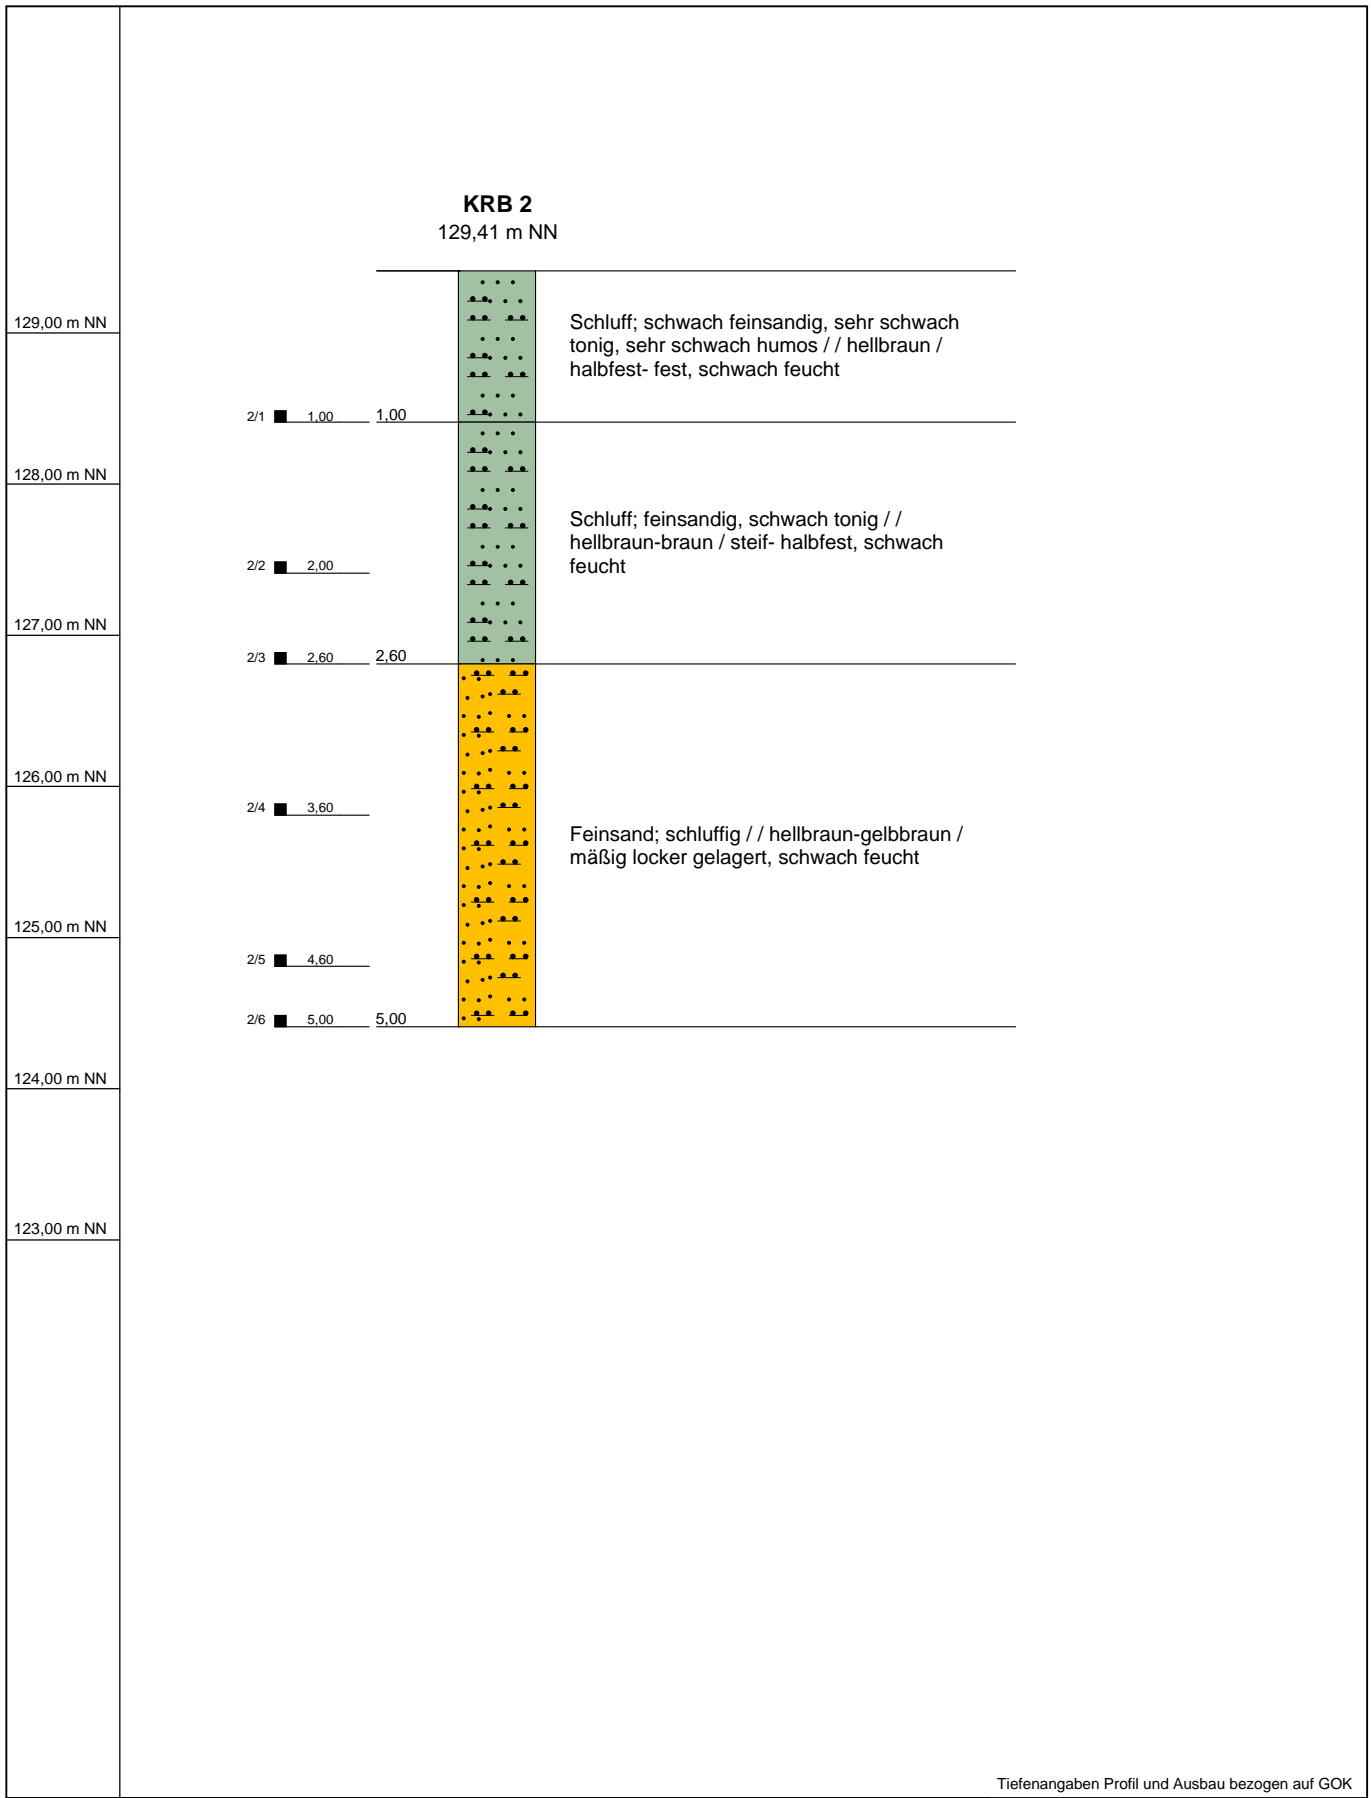 KRB 2
129,41 m NN
129,00 m NN
Schluff; schwach feinsandig, sehr schwach
tonig, sehr schwach humos / / hellbraun /
halbfest- fest, schwach feucht
2/1 1,00 1,00
128,00 m NN
Schluff; feinsandig, schwach tonig / /
hellbraun-braun / steif- halbfest, schwach
feucht
2/2 2,00
127,00 m NN
2/3 2,60 2,60
126,00 m NN
2/4 3,60
Feinsand; schluffig / / hellbraun-gelbbraun /
mäßig locker gelagert, schwach feucht
125,00 m NN
2/5 4,60
2/6 5,00 5,00
124,00 m NN
123,00 m NN
Tiefenangaben Profil und Ausbau bezogen auf GOK